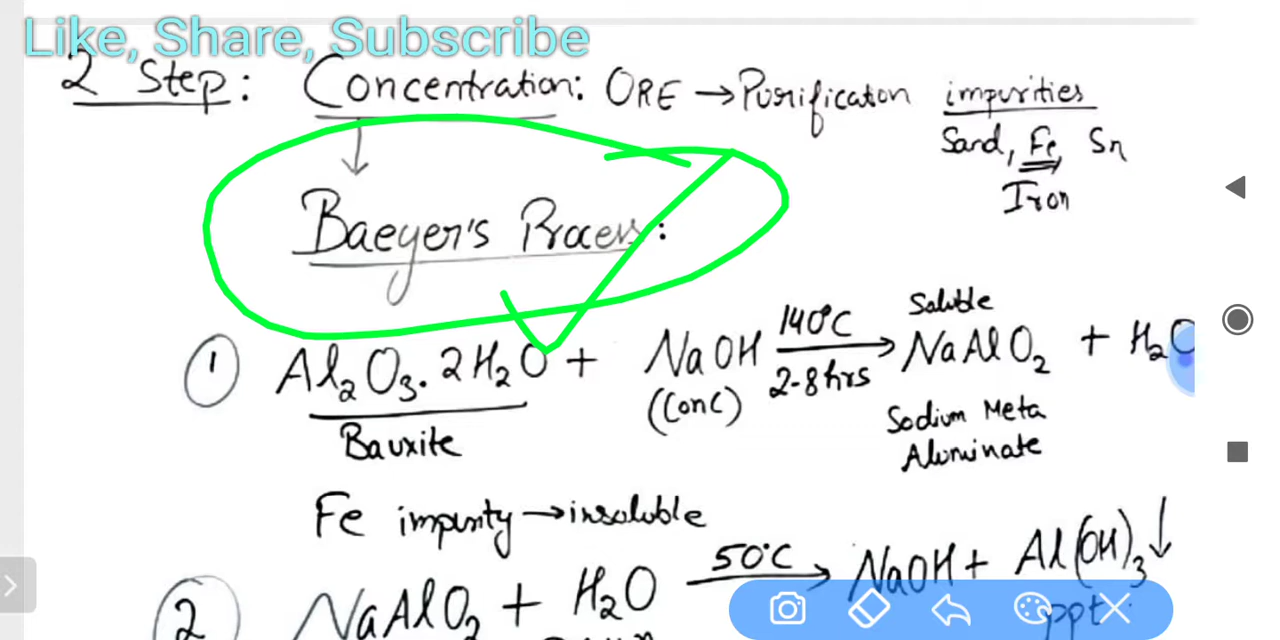 Like, Share, Subscribe
2 Step: Concentration: ORE → Purification impurities
Sand, Fe, Sn
Iron
Baeyer's Process:
① Al₂O₃. 2H₂O + NaOH 140°C 2-8hrs → NaAlO₂ + H₂O
Soluble
(Conc)
Sodium Meta
Aluminate
Bauxite
Fe impurity → insoluble
② NaAlO₂ + H₂O 50°C → NaOH + Al(OH)₃↓
ppt